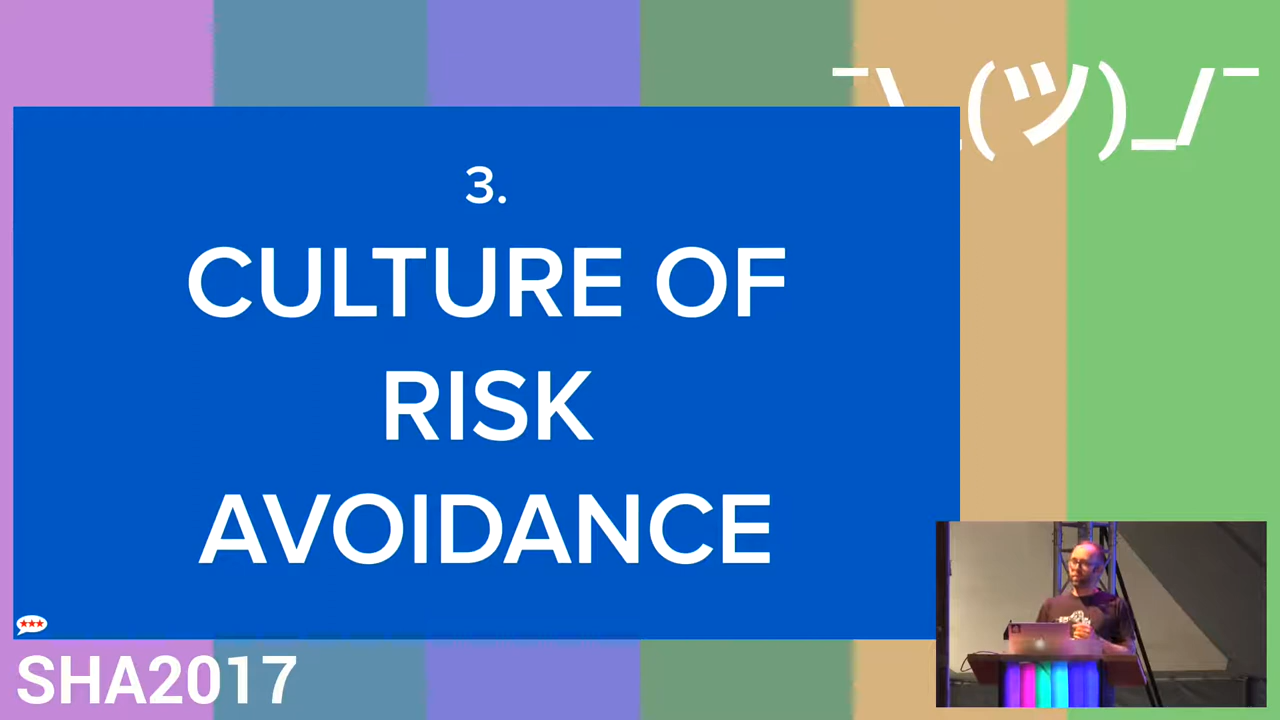 ¯\_(ツ)_/¯
3.
CULTURE OF
RISK
AVOIDANCE
SHA2017